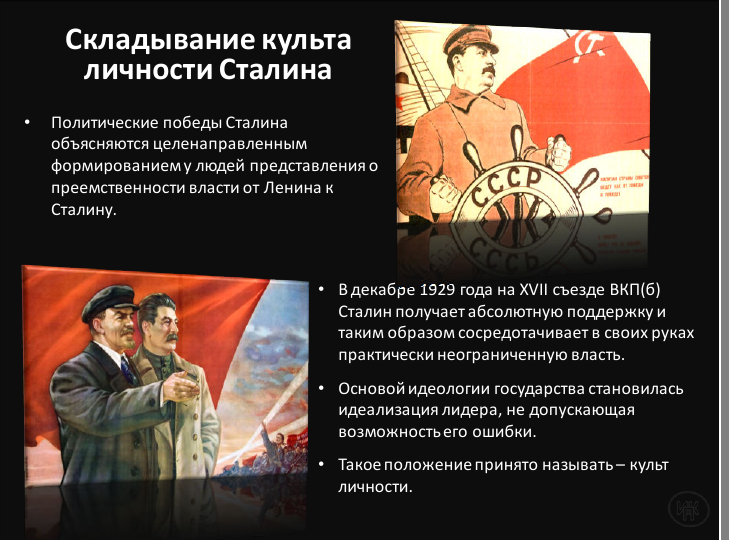 Складывание культа
личности Сталина
• Политические победы Сталина
объясняются целенаправленным
формированием у людей представления о
преемственности власти от Ленина к
Сталину.
СССР
• В декабре 1929 года на XVII съезде ВКП(б)
Сталин получает абсолютную поддержку и
таким образом сосредотачивает в своих руках
практически неограниченную власть.
• Основой идеологии государства становилась
идеализация лидера, не допускающая
возможность его ошибки.
• Такое положение принято называть – культ
личности.